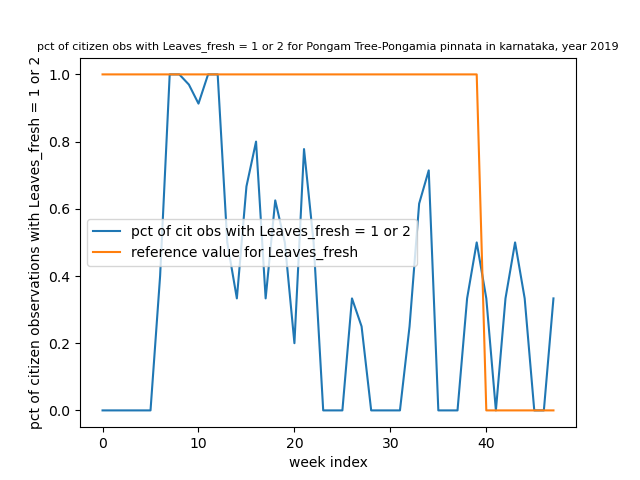 pct of citizen obs with Leaves_fresh = 1 or 2 for Pongam Tree-Pongamia pinnata in karnataka, year 2019
pct of citizen observations with Leaves_fresh = 1 or 2
1.0
0.8
0.6
0.4
0.2
0.0
pct of cit obs with Leaves_fresh = 1 or 2
reference value for Leaves_fresh
0 10 20 30 40
week index